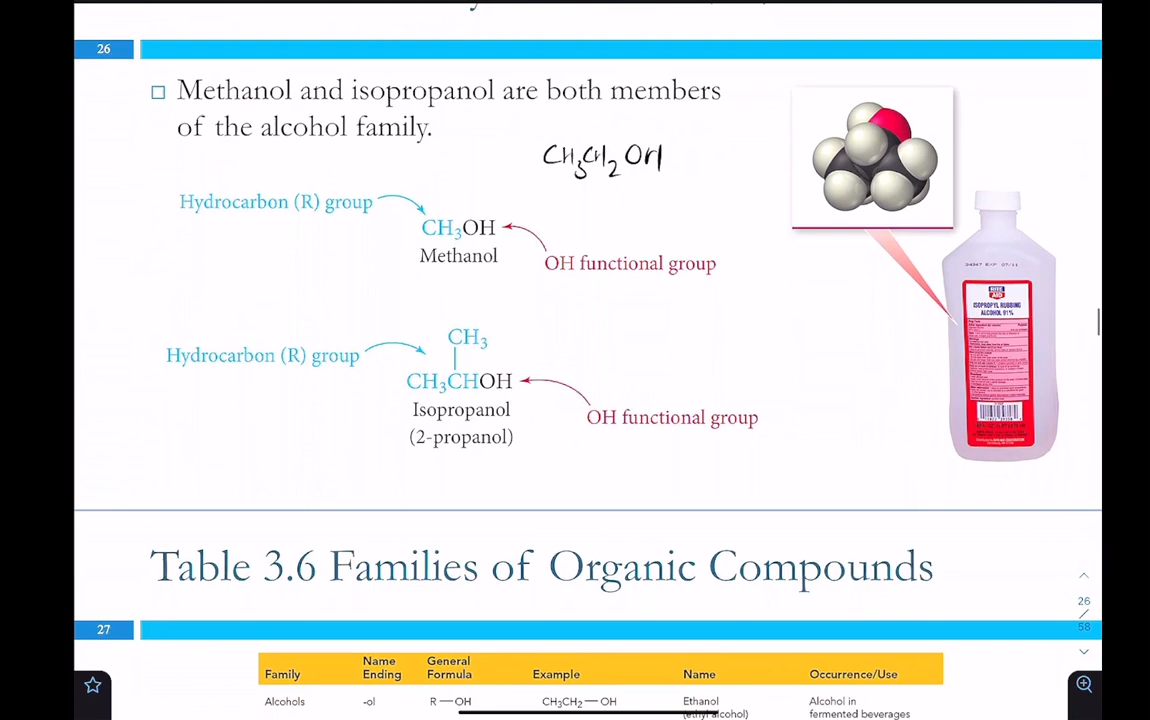 26
Methanol and isopropanol are both members
of the alcohol family.
CH3CH2 OH
Hydrocarbon (R) group
CH3OH
Methanol
OH functional group
CH3
Hydrocarbon (R) group
CH3CHOH
Isopropanol
(2-propanol)
OH functional group
ISOPROPYL RUBBING
ALCOHOL 91%
Table 3.6 Families of Organic Compounds
26
/
58
27
Family
Name
Ending
General
Formula
Example
Name
Occurrence/Use
Alcohols
-ol
R — OH
CH3CH2 — OH
Ethanol
(ethyl alcohol)
Alcohol in
fermented beverages